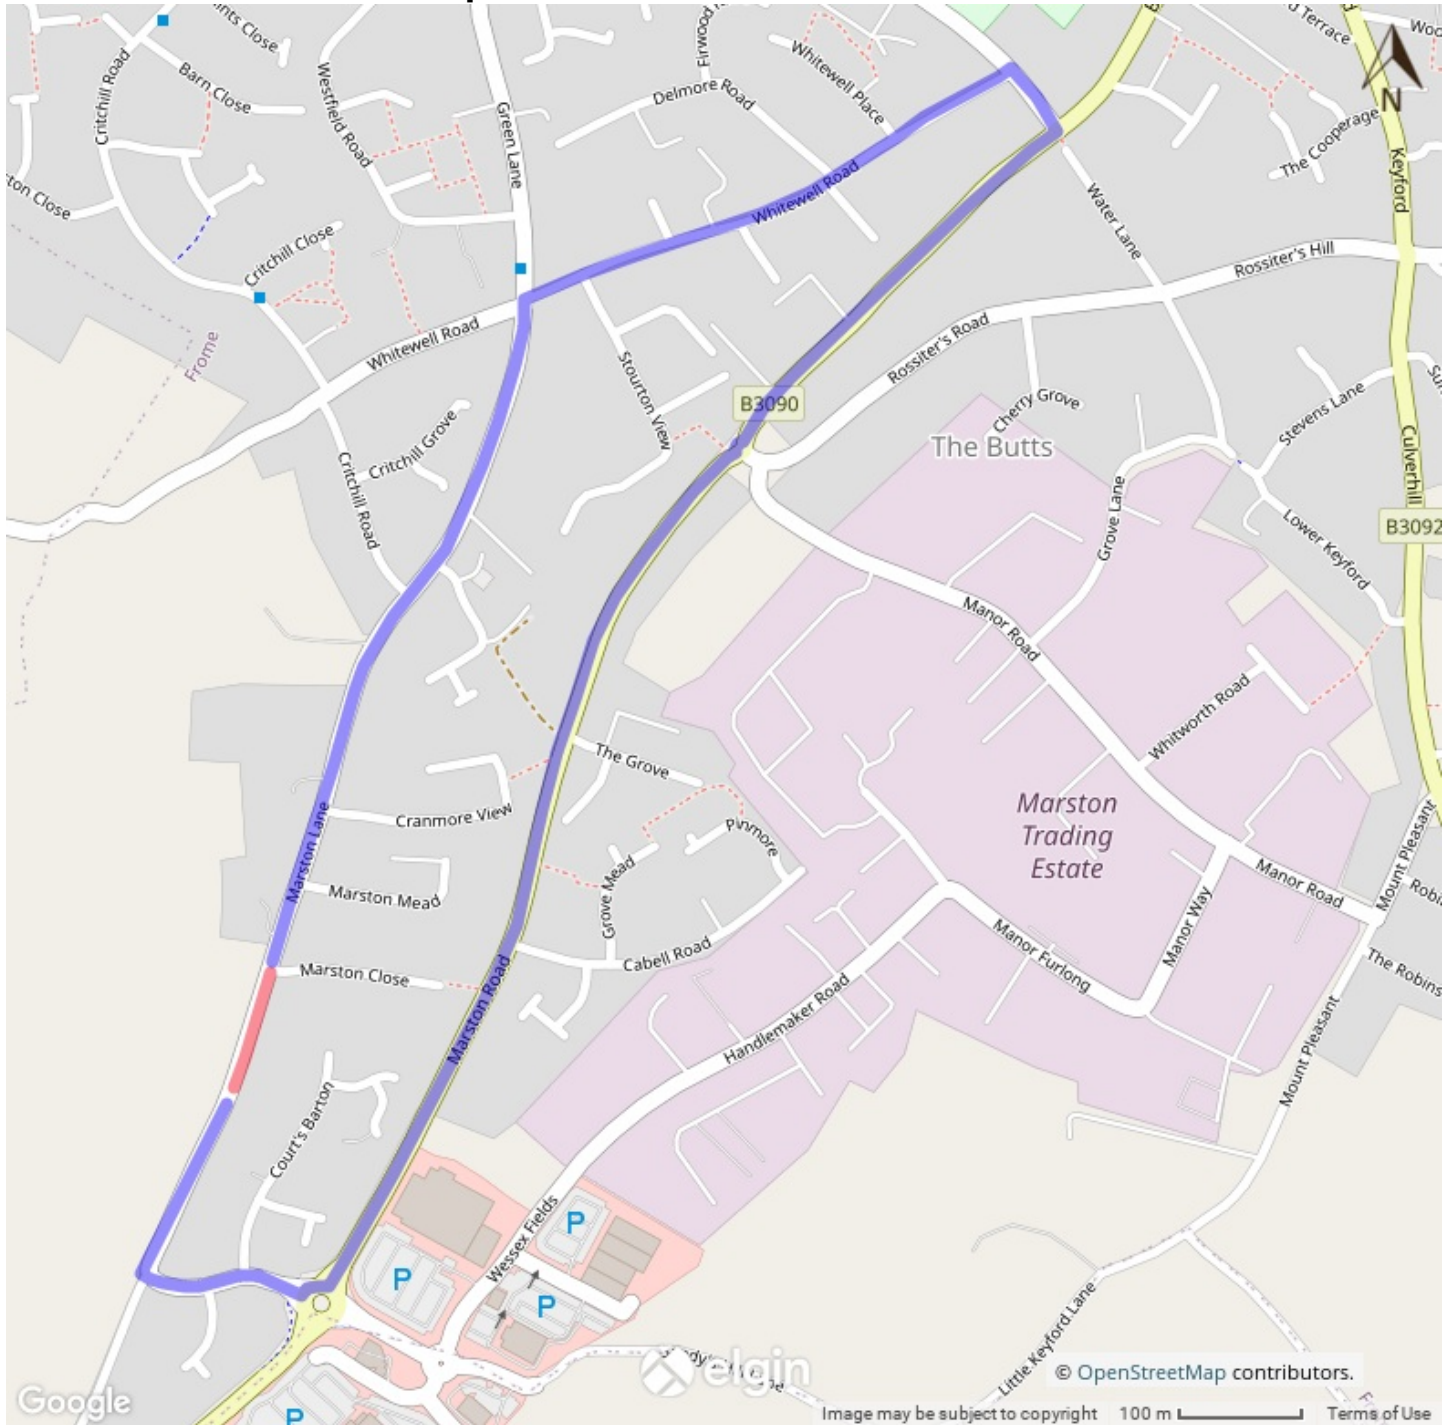 Barn Close
Critchill Road
Westfield Road
Green Lane
Delmore Road
Whitewell Place
Terrace
The Cooperage
N
Keyford
Critchill Close
Whitewell Road
Water Lane
Rossiter's Hill
Frome
Whitewell Road
Stourton View
Rossiter's Road
B3090
Cherry Grove
The Butts
Stevens Lane
Critchill Grove
Critchill Road
Culverhill
B3092
Grove Lane
Lower Keyford
Manor Road
Whitworth Road
The Grove
Marston Lane
Cranmore View
Pinmore
Marston
Trading
Estate
Mount Pleasant
Marston Mead
Grove Mead
Manor Road
Manor Way
Marston Close
Cabell Road
Manor Furlong
The Robins
Marston Road
Handlemaker Road
Mount Pleasant
Court's Barton
Wessex Fields
P
P
P
P
Little Keyford Lane
elgin
© OpenStreetMap contributors.
Google
Image may be subject to copyright
100 m
Terms of Use